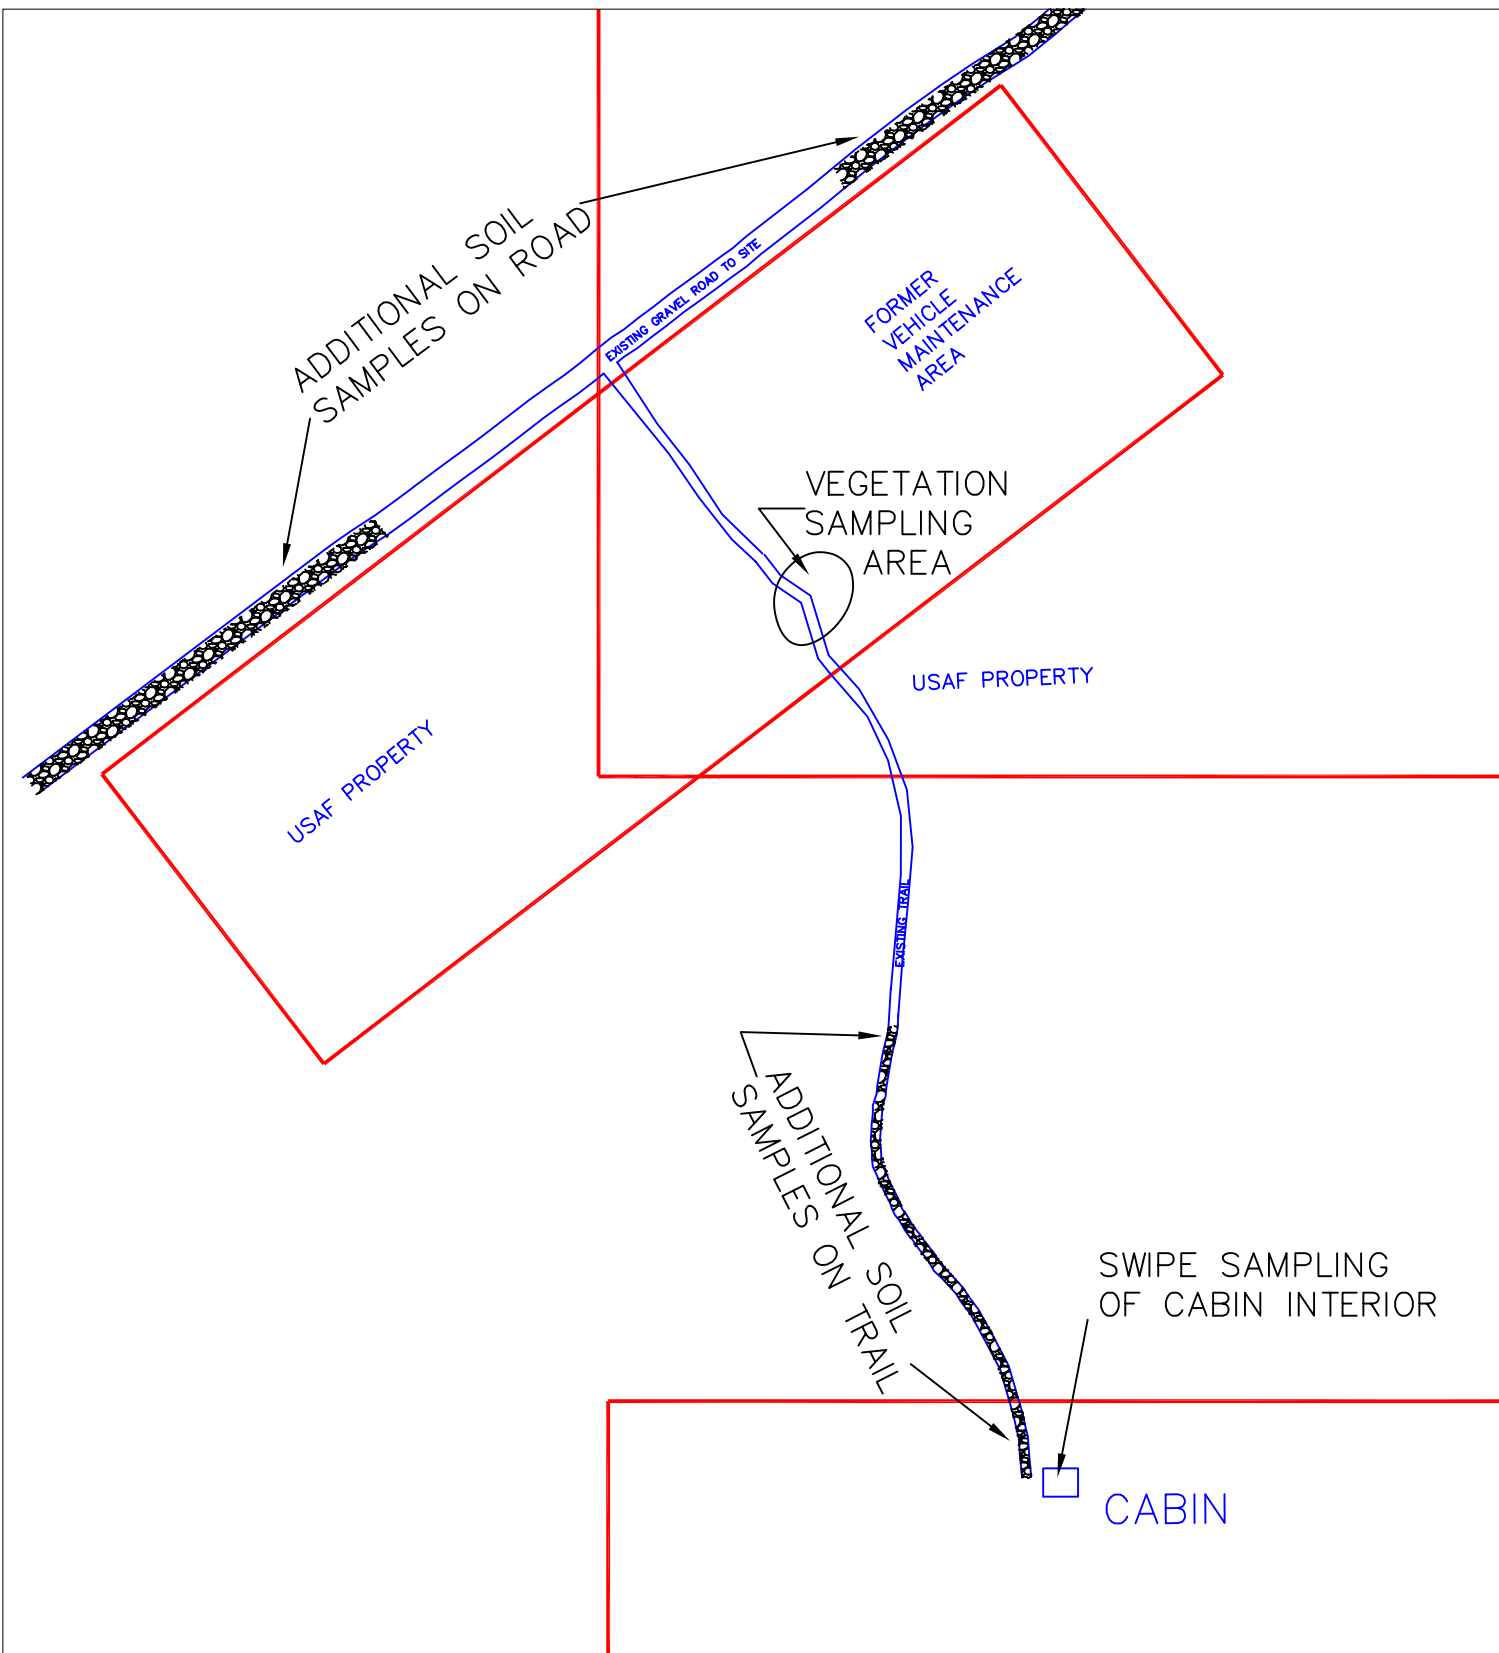 ADDITIONAL SOIL
SAMPLES ON ROAD
EXISTING GRAVEL ROAD TO SITE
FORMER
VEHICLE
MAINTENANCE
AREA
VEGETATION
SAMPLING
AREA
USAF PROPERTY
USAF PROPERTY
EXISTING TRAIL
ADDITIONAL SOIL
SAMPLES ON TRAIL
SWIPE SAMPLING
OF CABIN INTERIOR
CABIN